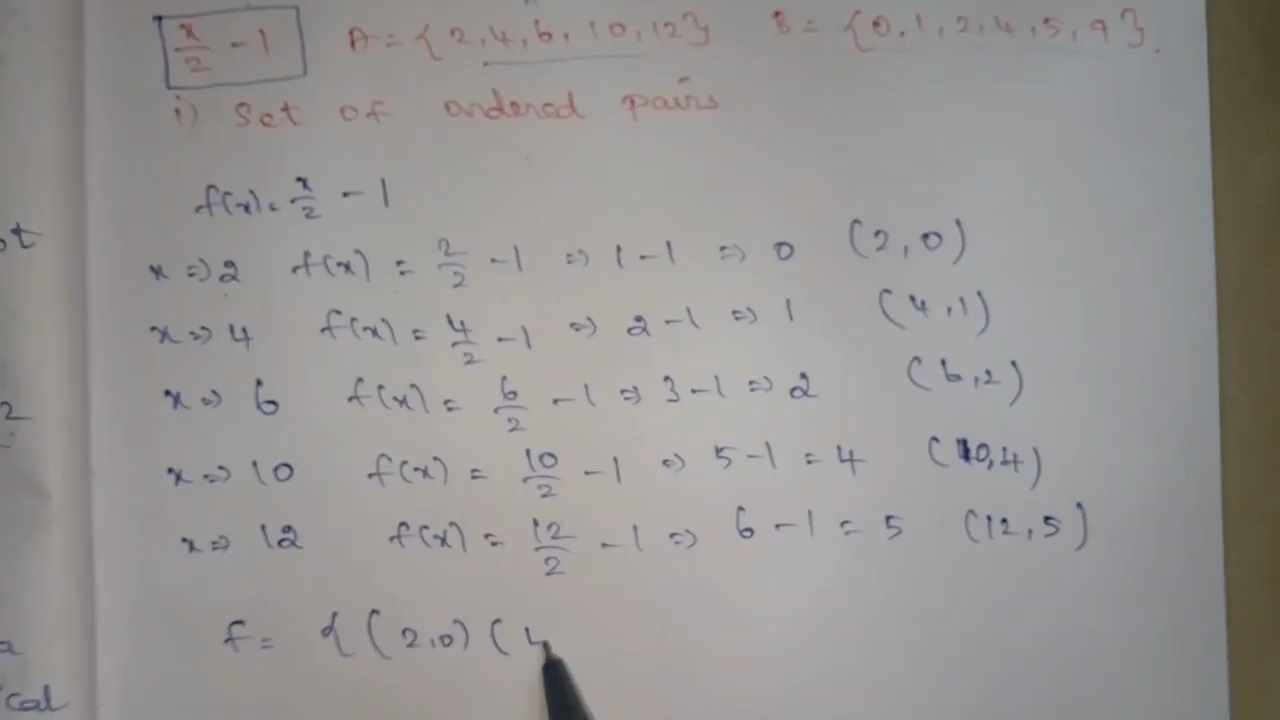 x/2 - 1 A = {2, 4, 6, 10, 12} B = {0, 1, 2, 4, 5, 9}.
i) Set of ordered pairs
f(x) = x/2 - 1
x ⇒ 2 f(x) = 2/2 - 1 ⇒ 1 - 1 ⇒ 0 (2, 0)
x ⇒ 4 f(x) = 4/2 - 1 ⇒ 2 - 1 ⇒ 1 (4, 1)
x ⇒ 6 f(x) = 6/2 - 1 ⇒ 3 - 1 ⇒ 2 (6, 2)
x ⇒ 10 f(x) = 10/2 - 1 ⇒ 5 - 1 = 4 (10, 4)
x ⇒ 12 f(x) = 12/2 - 1 ⇒ 6 - 1 = 5 (12, 5)
f = { (2, 0) (4
2
cal